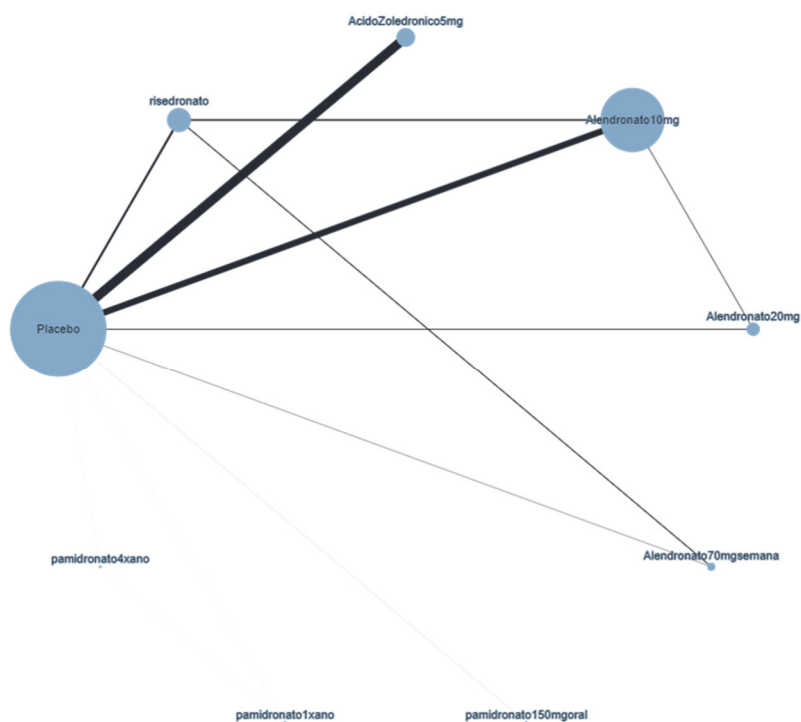 AcidoZoledronico5mg
risedronato
Alendronato10mg
Alendronato20mg
Placebo
pamidronato4xano
Alendronato70mgsemana
pamidronato1xano
pamidronato150mgoral